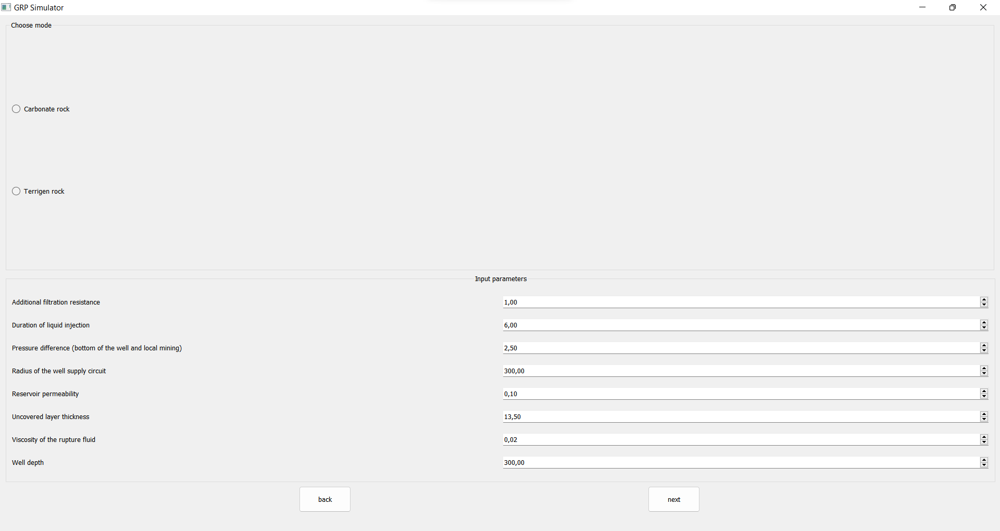 GRP Simulator
Choose mode
Carbonate rock
Terrigen rock
Input parameters
Additional filtration resistance 1,00
Duration of liquid injection 6,00
Pressure difference (bottom of the well and local mining) 2,50
Radius of the well supply circuit 300,00
Reservoir permeability 0,10
Uncovered layer thickness 13,50
Viscosity of the rupture fluid 0,02
Well depth 300,00
back next